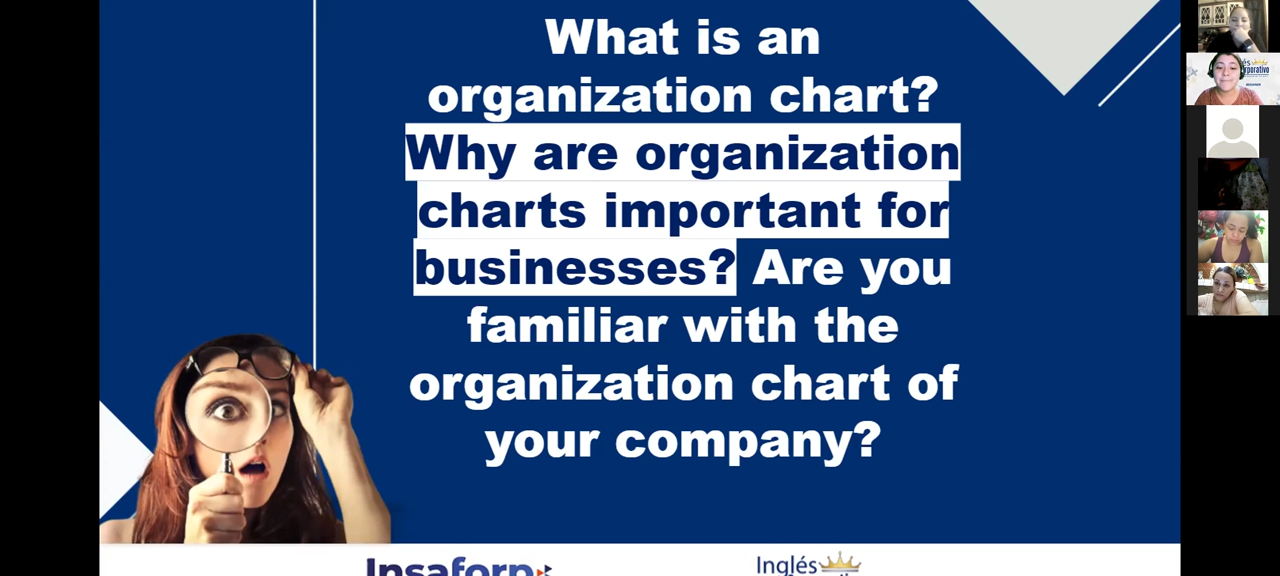 What is an
organization chart?
Why are organization
charts important for
businesses? Are you
familiar with the
organization chart of
your company?
Insaforp
Inglés